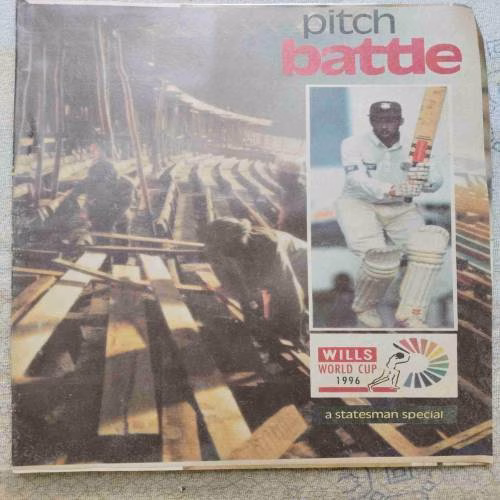 pitch
battle
WILLS
WORLD CUP
1996
a statesman special